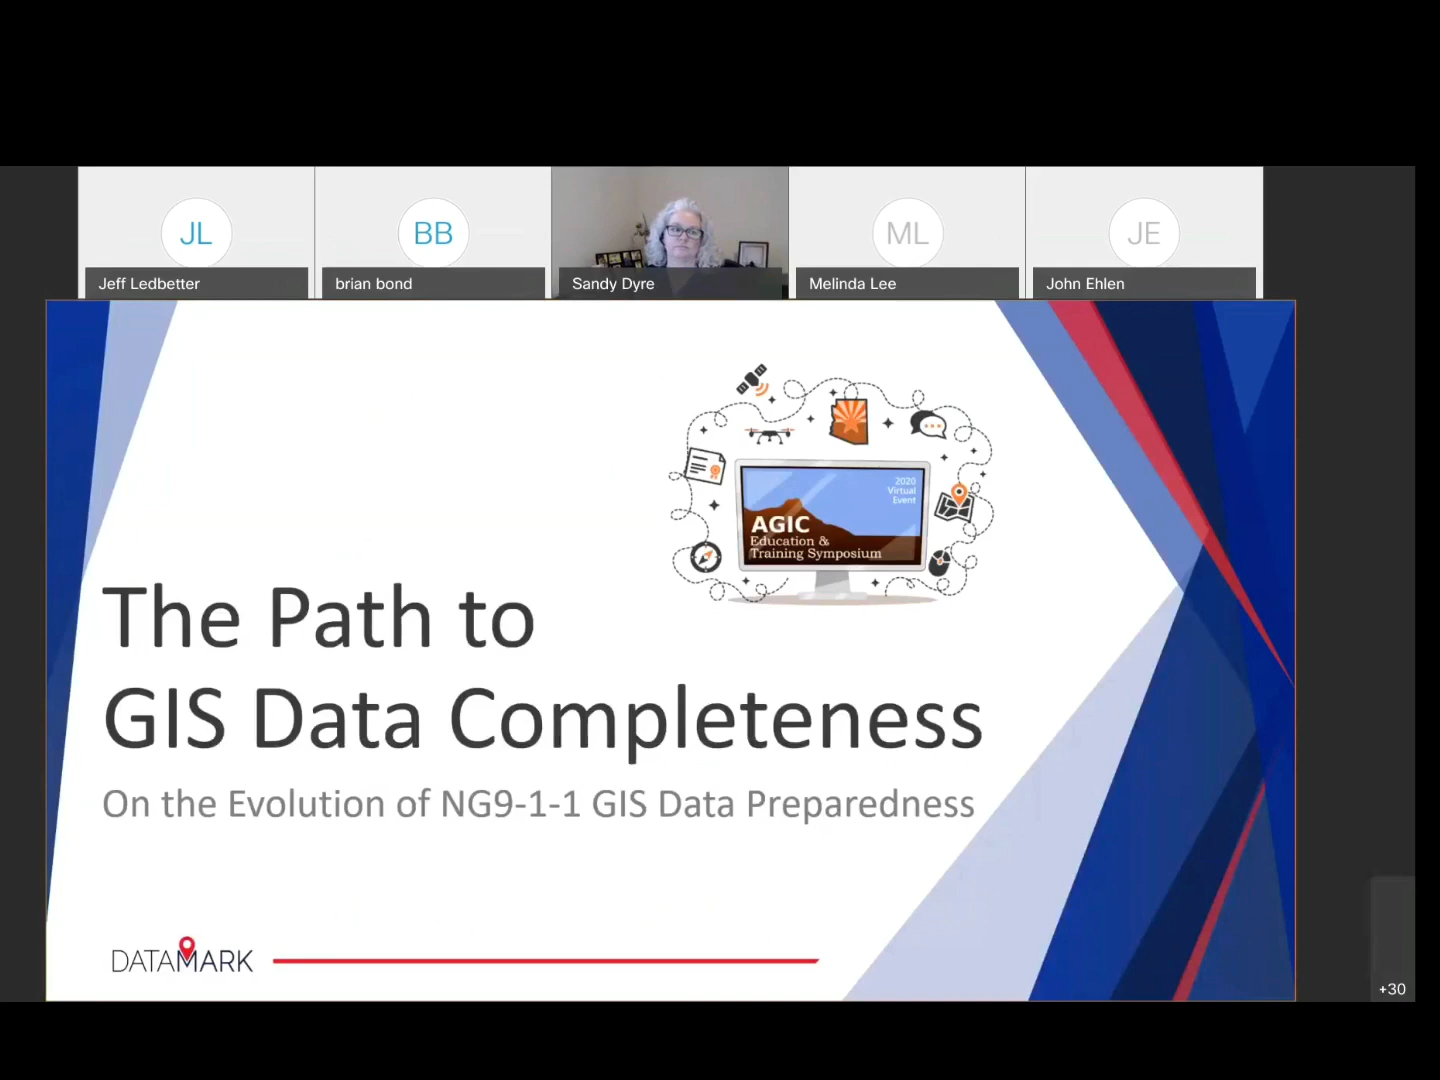 JL
BB
ML
JE
Jeff Ledbetter
brian bond
Sandy Dyre
Melinda Lee
John Ehlen
2020
Virtual
Event
AGIC
Education &
Training Symposium
The Path to
GIS Data Completeness
On the Evolution of NG9-1-1 GIS Data Preparedness
DATAMARK
+30